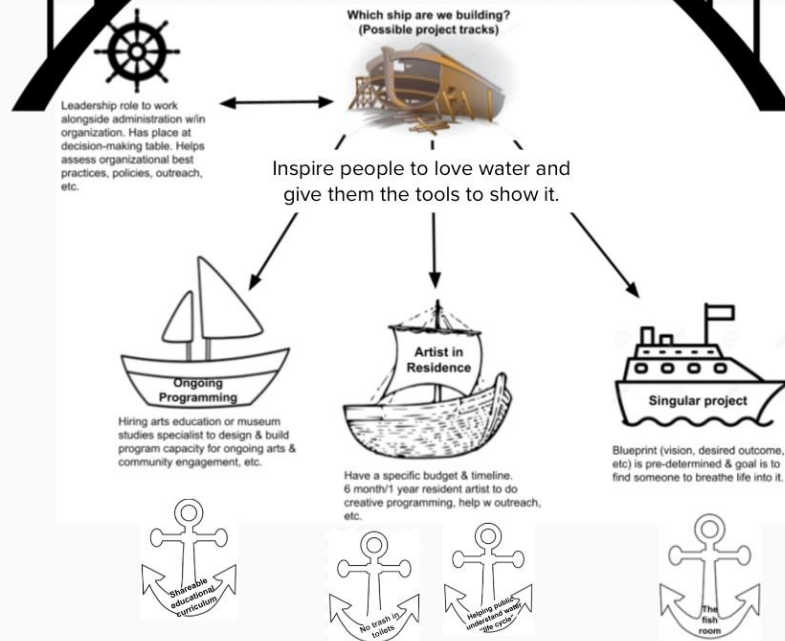 Which ship are we building?
(Possible project tracks)
Leadership role to work
alongside administration w/in
organization. Has place at
decision-making table. Helps
assess organizational best
practices, policies, outreach,
etc.
Inspire people to love water and
give them the tools to show it.
Ongoing
Programming
Hiring arts education or museum
studies specialist to design & build
program capacity for ongoing arts &
community engagement, etc.
Artist in
Residence
Have a specific budget & timeline.
6 month/1 year resident artist to do
creative programming, help w outreach,
etc.
Singular project
Blueprint (vision, desired outcome,
etc) is pre-determined & goal is to
find someone to breathe life into it.
Shareable
educational
curriculum
No trash in
toilets
Helping public
understand water
"life cycle"
The
fish
room